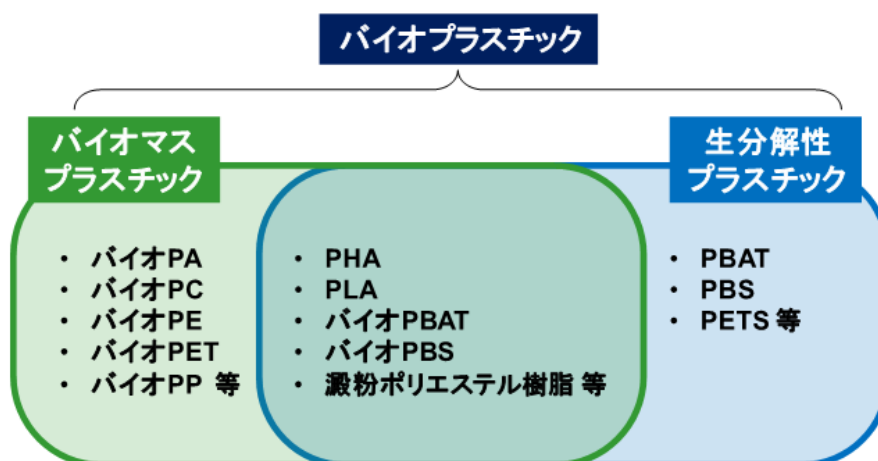 バイオプラスチック
バイオマス
プラスチック
生分解性
プラスチック
・ バイオPA
・ バイオPC
・ バイオPE
・ バイオPET
・ バイオPP 等
・ PHA
・ PLA
・ バイオPBAT
・ バイオPBS
・ 澱粉ポリエステル樹脂 等
・ PBAT
・ PBS
・ PETS 等